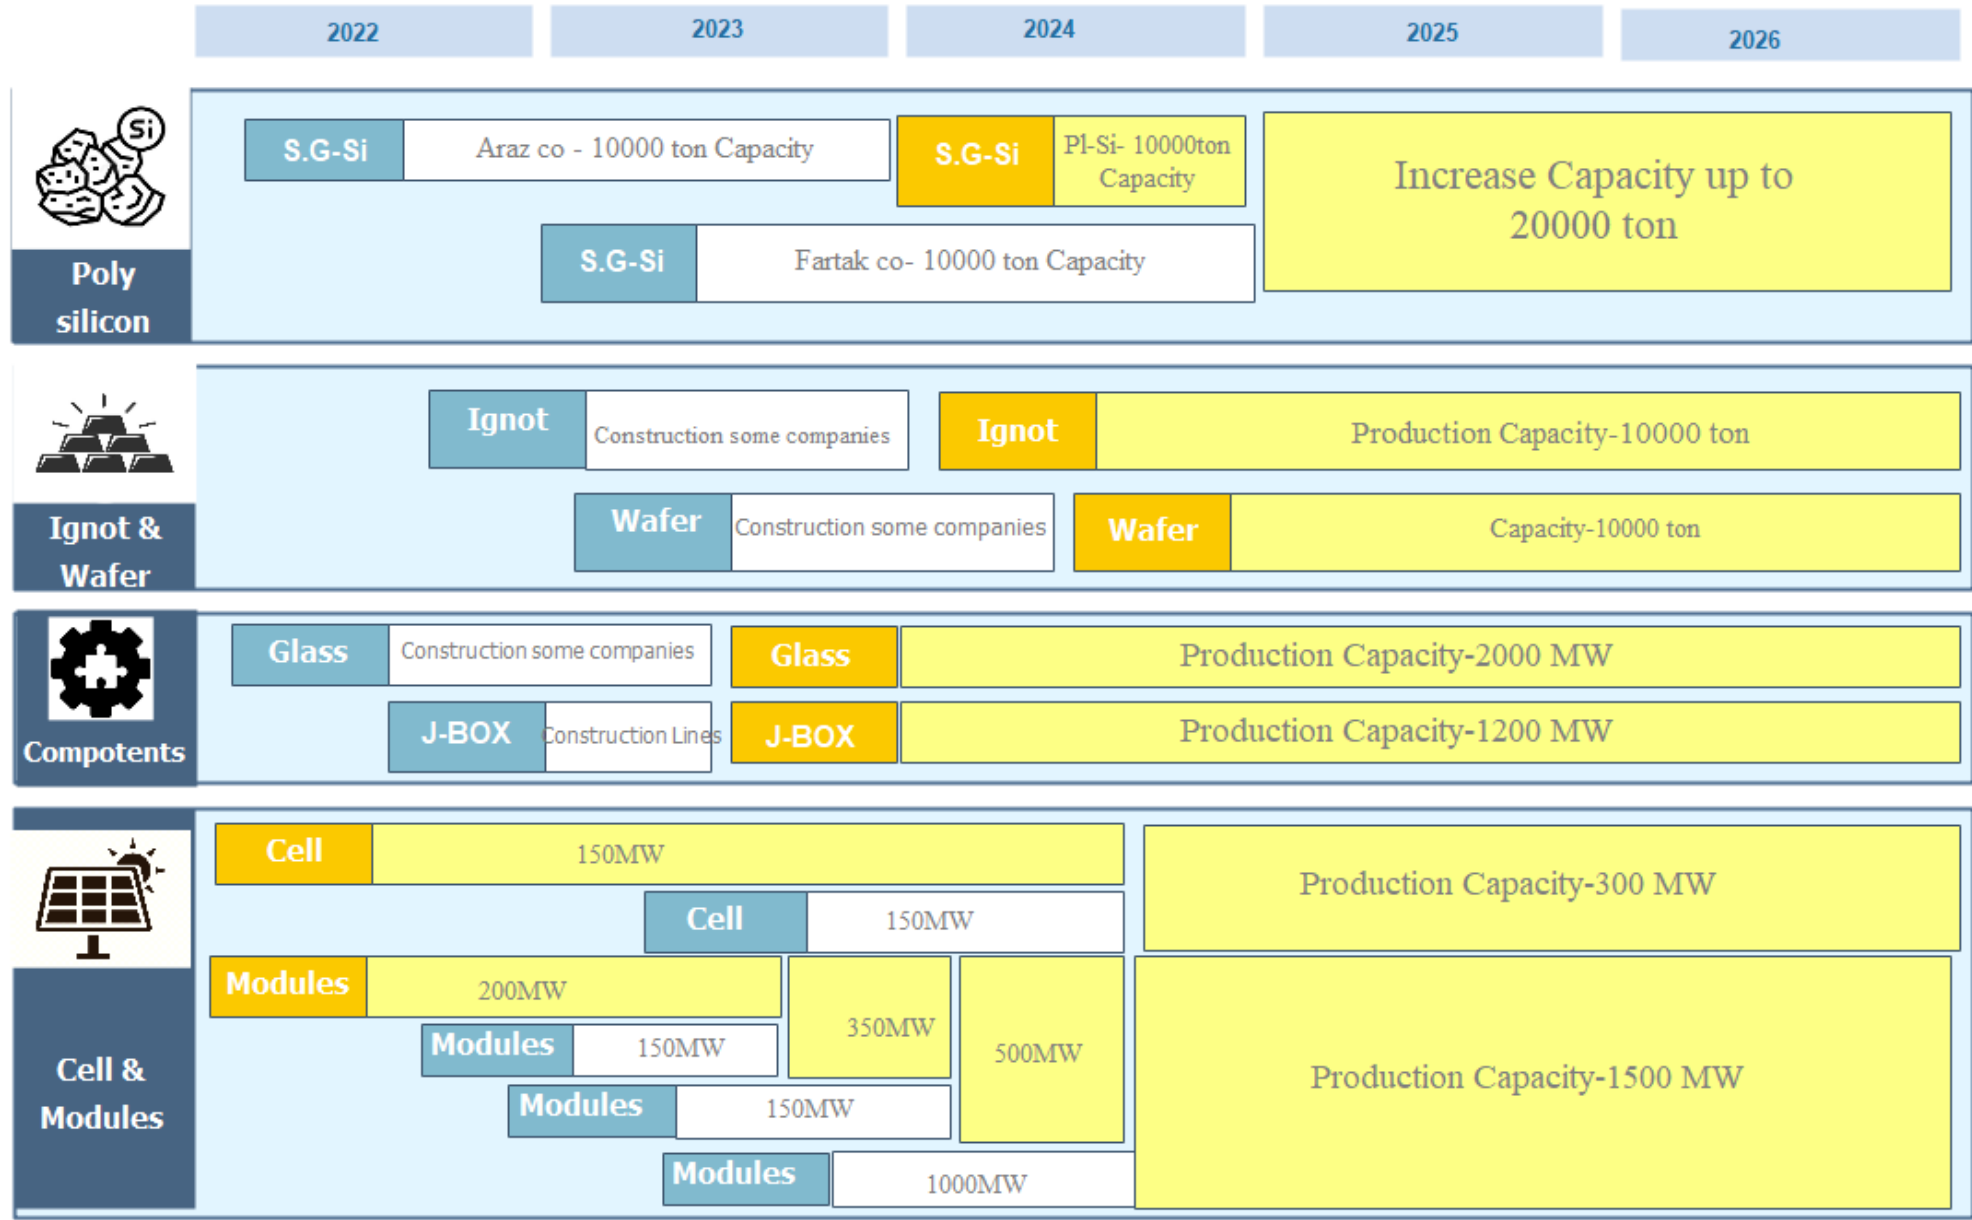 2022
2023
2024
2025
2026
Si
Poly
silicon
S.G-Si
Araz co - 10000 ton Capacity
S.G-Si
Pl-Si- 10000ton
Capacity
Increase Capacity up to
20000 ton
S.G-Si
Fartak co- 10000 ton Capacity
Ignot &
Wafer
Ignot
Construction some companies
Ignot
Production Capacity-10000 ton
Wafer
Construction some companies
Wafer
Capacity-10000 ton
Compotents
Glass
Construction some companies
Glass
Production Capacity-2000 MW
J-BOX
Construction Lines
J-BOX
Production Capacity-1200 MW
Cell &
Modules
Cell
150MW
Production Capacity-300 MW
Cell
150MW
Modules
200MW
350MW
500MW
Production Capacity-1500 MW
Modules
150MW
Modules
150MW
Modules
1000MW